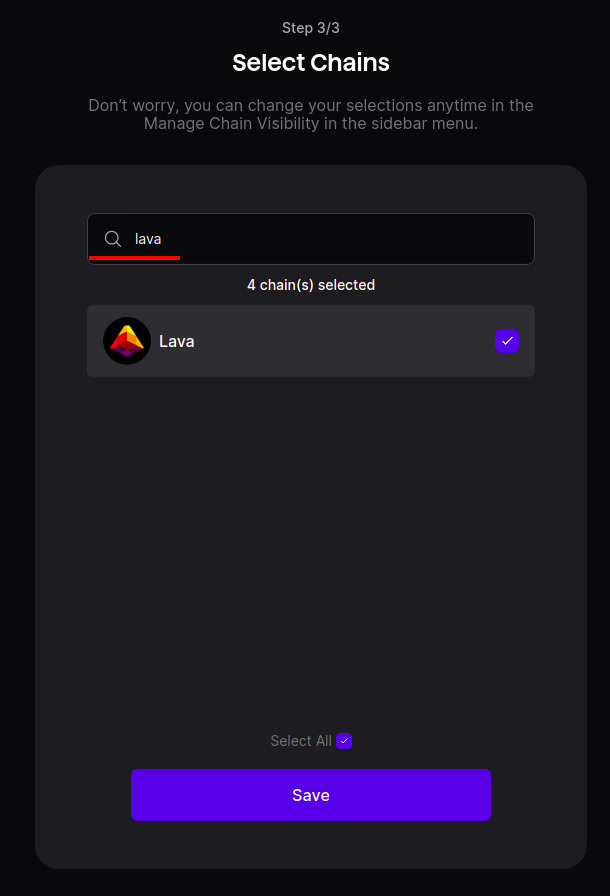 Step 3/3
Select Chains
Don’t worry, you can change your selections anytime in the
Manage Chain Visibility in the sidebar menu.
lava
4 chain(s) selected
Lava
Select All
Save